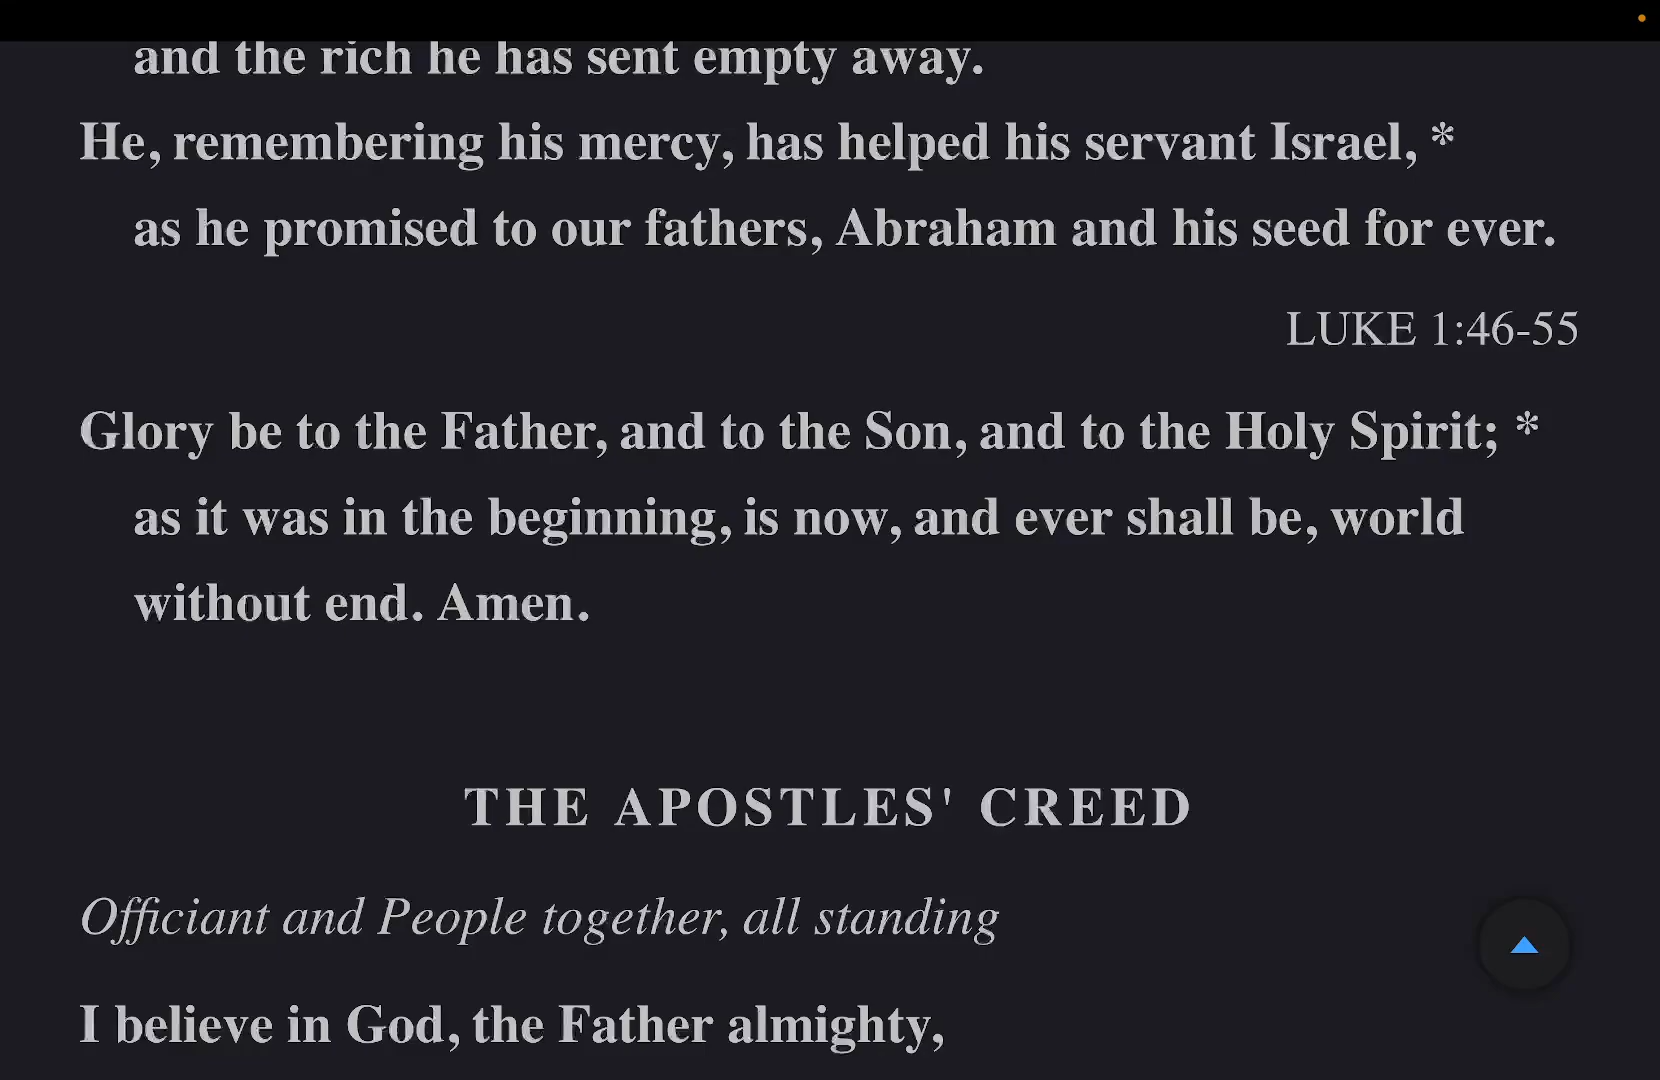 and the rich he has sent empty away.
He, remembering his mercy, has helped his servant Israel, *
as he promised to our fathers, Abraham and his seed for ever.
LUKE 1:46-55
Glory be to the Father, and to the Son, and to the Holy Spirit; *
as it was in the beginning, is now, and ever shall be, world
without end. Amen.
THE APOSTLES' CREED
Officiant and People together, all standing
I believe in God, the Father almighty,